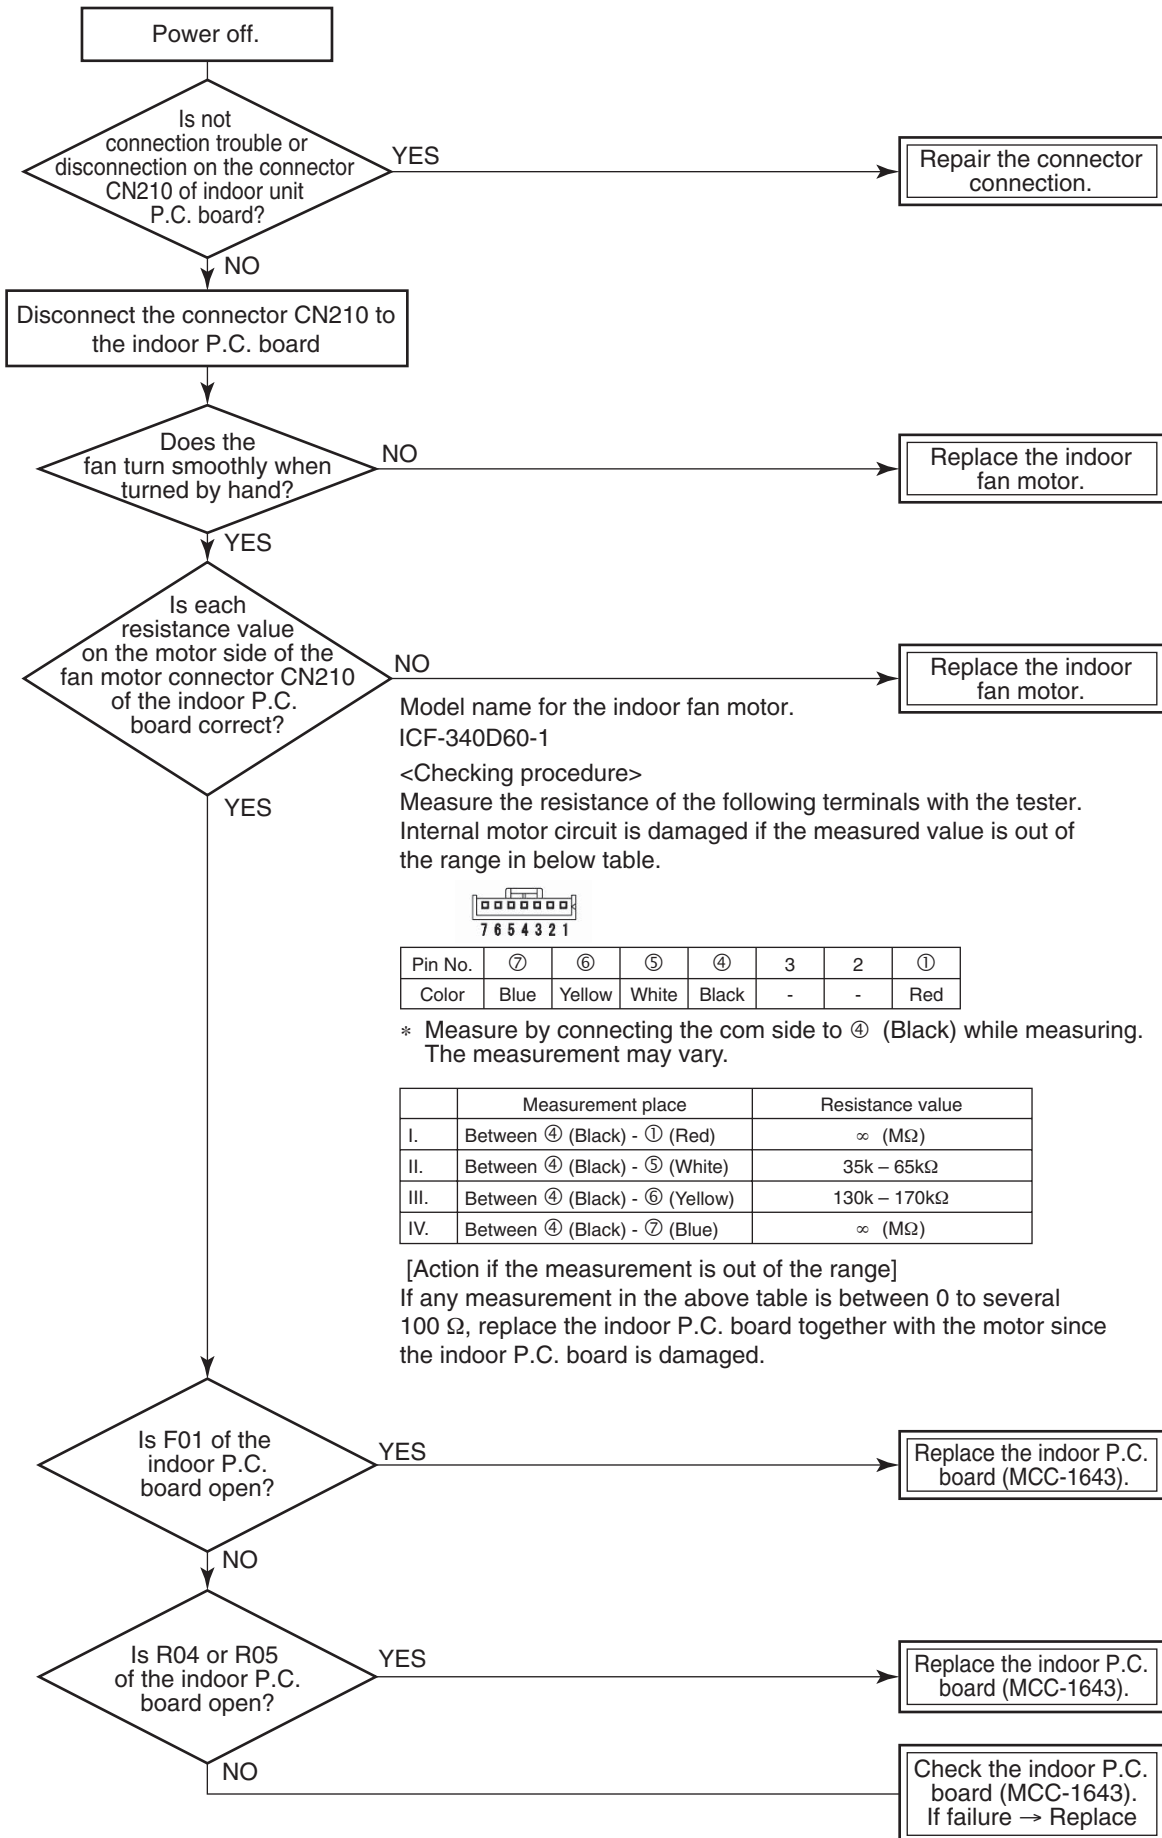 Power off.
Is not
connection trouble or
disconnection on the connector
CN210 of indoor unit
P.C. board?
YES
Repair the connector
connection.
NO
Disconnect the connector CN210 to
the indoor P.C. board
Does the
fan turn smoothly when
turned by hand?
NO
Replace the indoor
fan motor.
YES
Is each
resistance value
on the motor side of the
fan motor connector CN210
of the indoor P.C.
board correct?
NO
Replace the indoor
fan motor.
YES
Model name for the indoor fan motor.
ICF-340D60-1
<Checking procedure>
Measure the resistance of the following terminals with the tester.
Internal motor circuit is damaged if the measured value is out of
the range in below table.
7 6 5 4 3 2 1
Pin No. ⑦ ⑥ ⑤ ④ 3 2 ①
Color Blue Yellow White Black - - Red
* Measure by connecting the com side to ④ (Black) while measuring.
The measurement may vary.
Measurement place Resistance value
I. Between ④ (Black) - ① (Red) ∞ (MΩ)
II. Between ④ (Black) - ⑤ (White) 35k – 65kΩ
III. Between ④ (Black) - ⑥ (Yellow) 130k – 170kΩ
IV. Between ④ (Black) - ⑦ (Blue) ∞ (MΩ)
[Action if the measurement is out of the range]
If any measurement in the above table is between 0 to several
100 Ω, replace the indoor P.C. board together with the motor since
the indoor P.C. board is damaged.
Is F01 of the
indoor P.C.
board open?
YES
Replace the indoor P.C.
board (MCC-1643).
NO
Is R04 or R05
of the indoor P.C.
board open?
YES
Replace the indoor P.C.
board (MCC-1643).
NO
Check the indoor P.C.
board (MCC-1643).
If failure → Replace